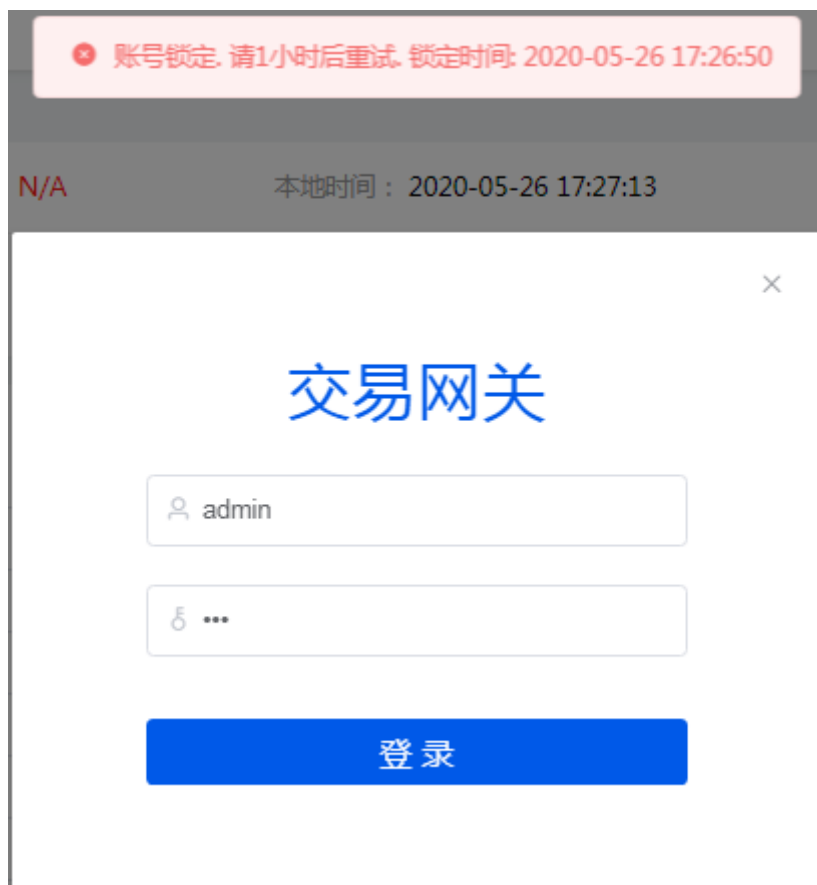 账号锁定. 请1小时后重试. 锁定时间: 2020-05-26 17:26:50
N/A 本地时间： 2020-05-26 17:27:13
交易网关
admin
•••
登录